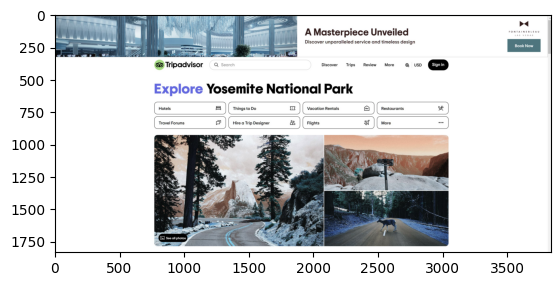 0
250
500
750
1000
1250
1500
1750
0
500
1000
1500
2000
2500
3000
3500
A Masterpiece Unveiled
Discover unparalleled service and timeless design
Book Now
Tripadvisor
Search
Discover
Trips
Review
More
USD
Sign in
Explore Yosemite National Park
Hotels
Things to Do
Vacation Rentals
Restaurants
Travel Forums
Hire a Trip Designer
Flights
More
See all photos